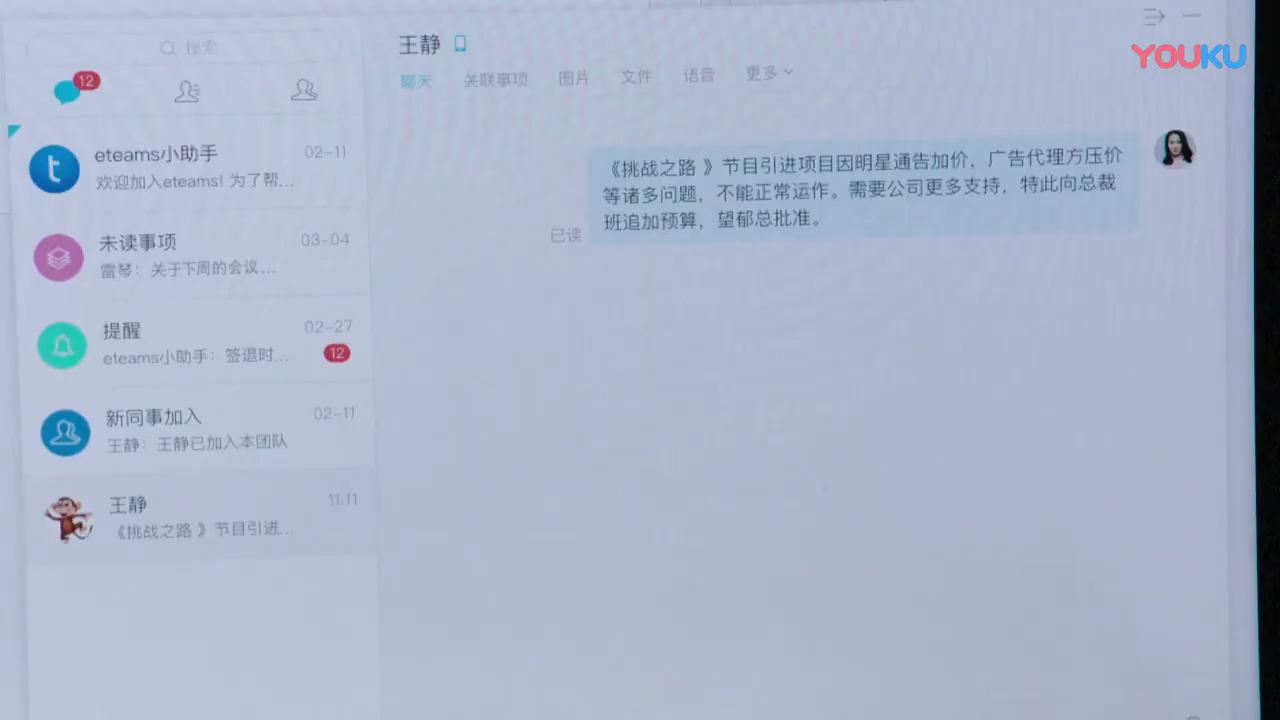 搜索
12
王静
YOUKU
聊天 关联事项 图片 文件 语音 更多
eteams小助手 02-11
欢迎加入eteams! 为了帮...
未读事项 03-04
雷琴：关于下周的会议...
提醒 02-27
eteams小助手：签退时... 12
新同事加入 02-11
王静：王静已加入本团队
王静 11:11
《挑战之路 》节目引进...
《挑战之路 》节目引进项目因明星通告加价，广告代理方压价
等诸多问题，不能正常运作。需要公司更多支持，特此向总裁
班追加预算，望郁总批准。
已读